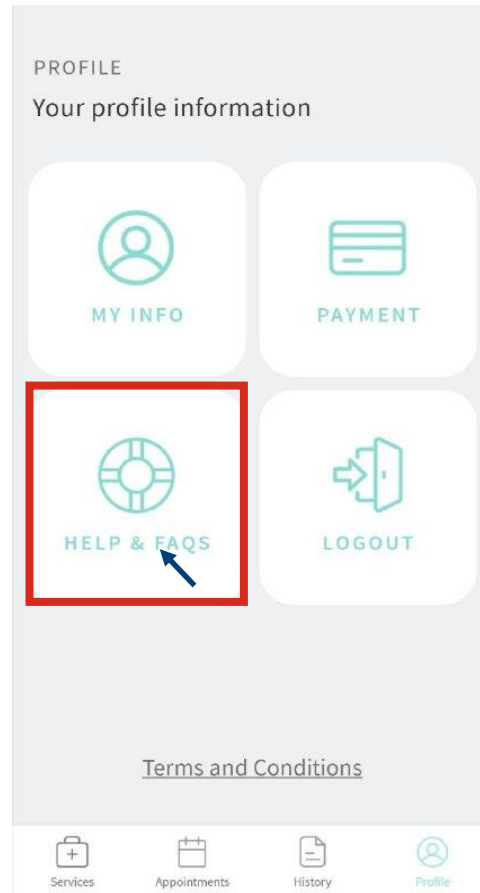 PROFILE
Your profile information
MY INFO
PAYMENT
HELP & FAQS
LOGOUT
Terms and Conditions
Services
Appointments
History
Profile